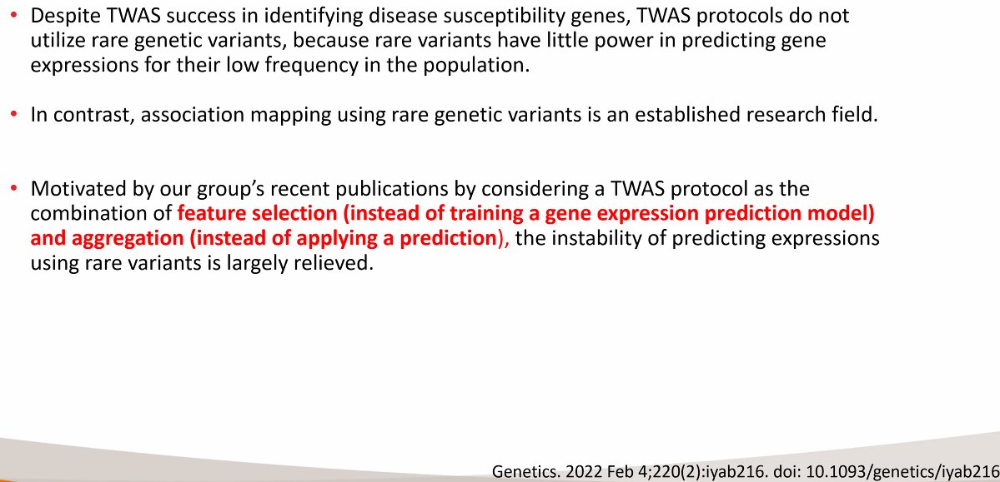 • Despite TWAS success in identifying disease susceptibility genes, TWAS protocols do not
utilize rare genetic variants, because rare variants have little power in predicting gene
expressions for their low frequency in the population.
• In contrast, association mapping using rare genetic variants is an established research field.
• Motivated by our group’s recent publications by considering a TWAS protocol as the
combination of feature selection (instead of training a gene expression prediction model)
and aggregation (instead of applying a prediction), the instability of predicting expressions
using rare variants is largely relieved.
Genetics. 2022 Feb 4;220(2):iyab216. doi: 10.1093/genetics/iyab216